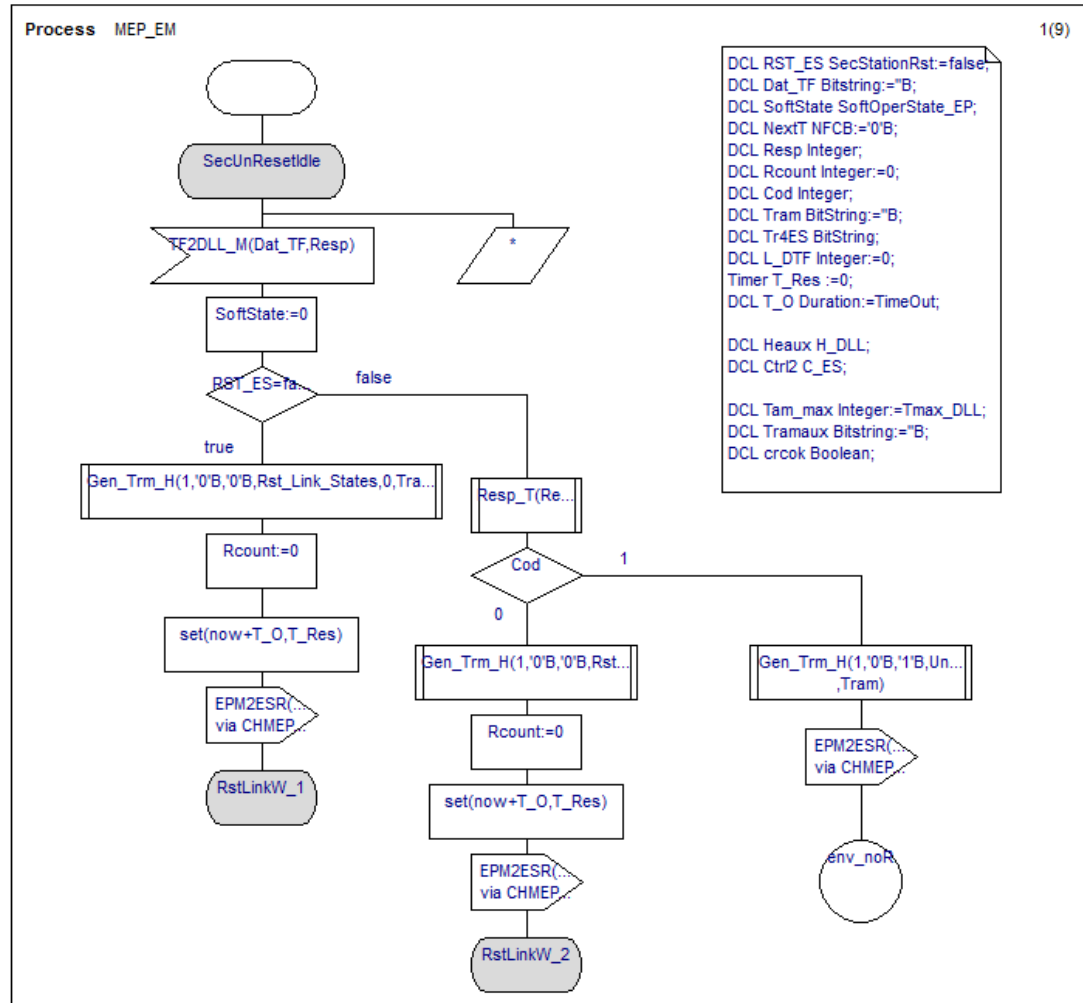 Process MEP_EM
1(9)
DCL RST_ES SecStationRst:=false;
DCL Dat_TF Bitstring:=''B;
DCL SoftState SoftOperState_EP;
DCL NextT NFCB:='0'B;
DCL Resp Integer;
DCL Rcount Integer:=0;
DCL Cod Integer;
DCL Tram BitString:=''B;
DCL Tr4ES BitString;
DCL L_DTF Integer:=0;
Timer T_Res :=0;
DCL T_O Duration:=TimeOut;
DCL Heaux H_DLL;
DCL Ctrl2 C_ES;
DCL Tam_max Integer:=Tmax_DLL;
DCL Tramaux Bitstring:=''B;
DCL crcok Boolean;
SecUnResetIdle
TF2DLL_M(Dat_TF,Resp)
*
SoftState:=0
RST_ES=fa...
false
true
Gen_Trm_H(1,'0'B,'0'B,Rst_Link_States,0,Tra...
Rcount:=0
set(now+T_O,T_Res)
EPM2ESR(...
via CHMEP...
RstLinkW_1
Resp_T(Re...
Cod
1
0
Gen_Trm_H(1,'0'B,'0'B,Rst...
Rcount:=0
set(now+T_O,T_Res)
EPM2ESR(...
via CHMEP...
RstLinkW_2
Gen_Trm_H(1,'0'B,'1'B,Un...
,Tram)
EPM2ESR(...
via CHMEP...
env_noR